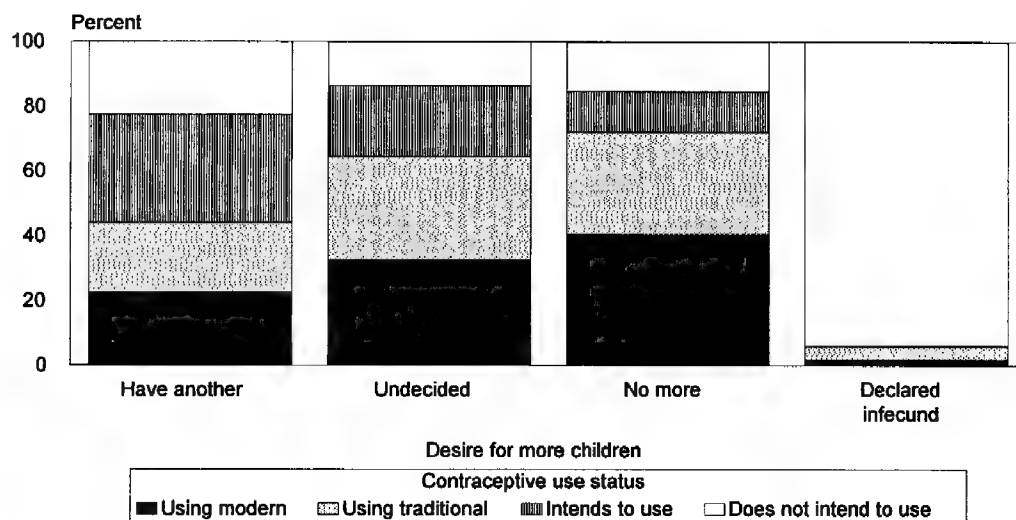 Percent
100
80
60
40
20
0
Have another Undecided No more Declared infecund
Desire for more children
Contraceptive use status
Using modern Using traditional Intends to use Does not intend to use